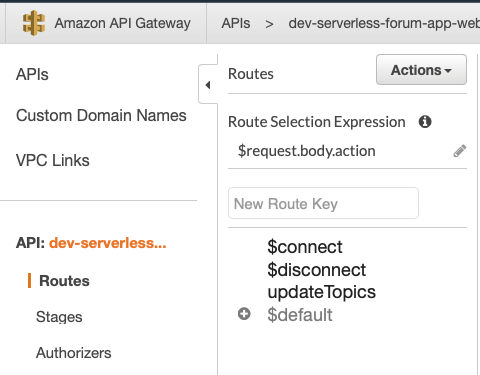 Amazon API Gateway
APIs > dev-serverless-forum-app-web
APIs
Custom Domain Names
VPC Links
API: dev-serverless...
Routes
Stages
Authorizers
Routes
Actions
Route Selection Expression
$request.body.action
New Route Key
$connect
$disconnect
updateTopics
$default